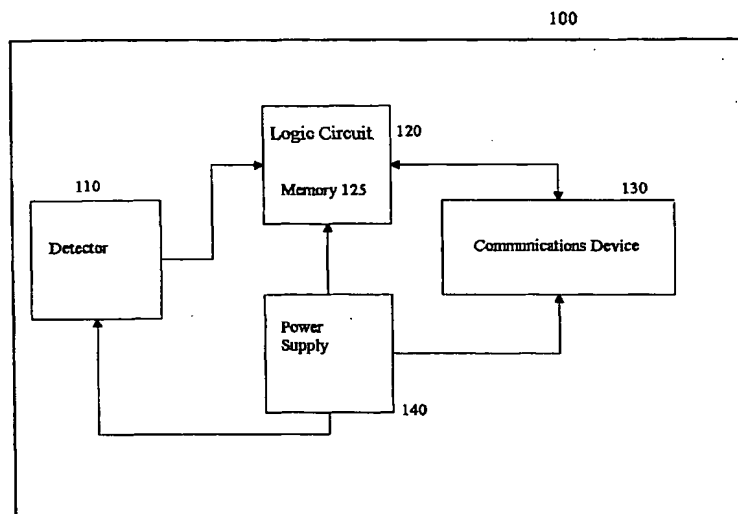 100
Logic Circuit
120
Memory 125
110
130
Detector
Communications Device
Power
Supply
140